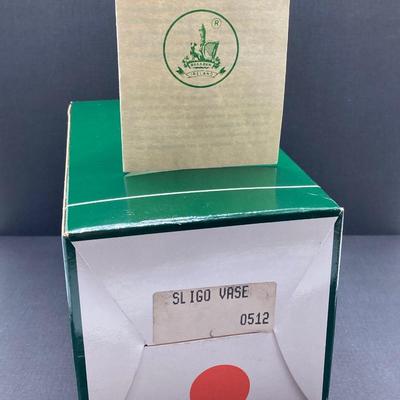 ®
BELLEEK
IRELAND
SLIGO VASE
0512